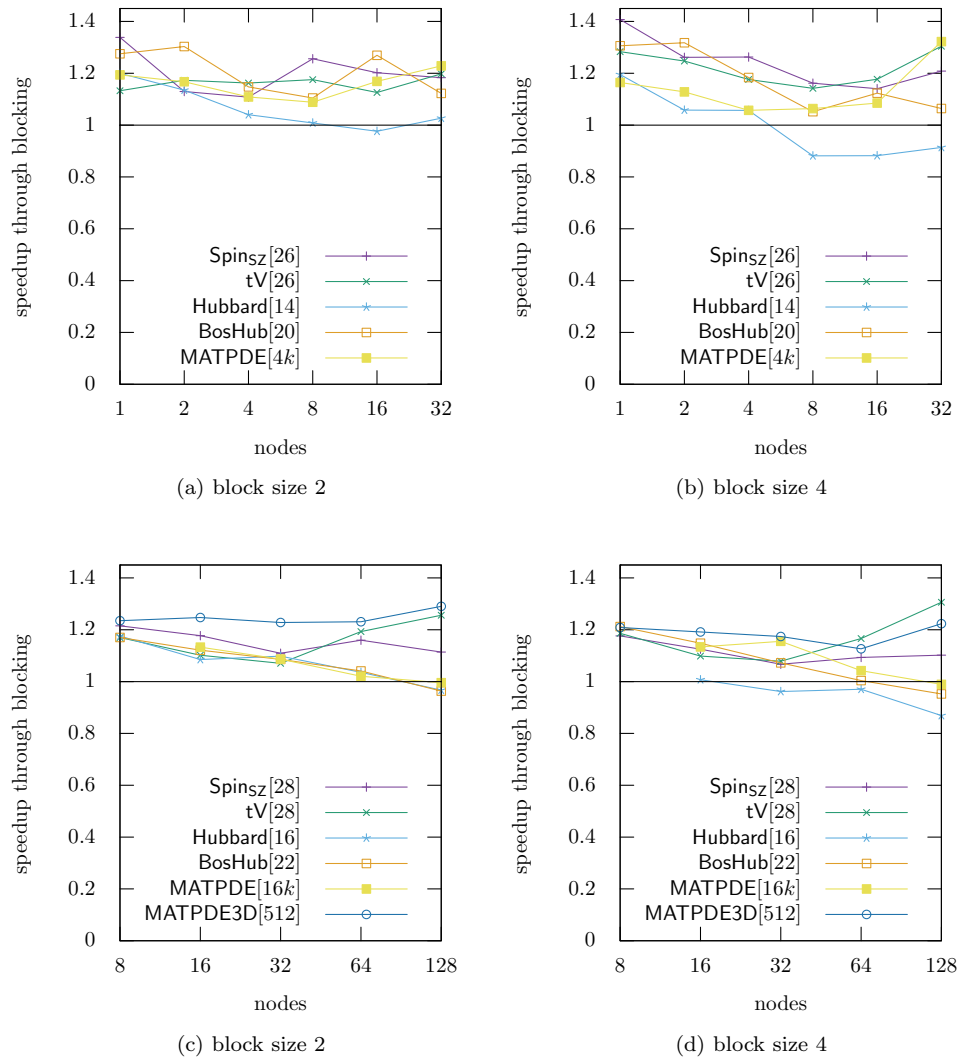 speedup through blocking
1.4
1.2
1
0.8
0.6
0.4
0.2
0
SpinSZ[26]
tV[26]
Hubbard[14]
BosHub[20]
MATPDE[4k]
1 2 4 8 16 32
nodes
(a) block size 2
speedup through blocking
1.4
1.2
1
0.8
0.6
0.4
0.2
0
SpinSZ[26]
tV[26]
Hubbard[14]
BosHub[20]
MATPDE[4k]
1 2 4 8 16 32
nodes
(b) block size 4
speedup through blocking
1.4
1.2
1
0.8
0.6
0.4
0.2
0
SpinSZ[28]
tV[28]
Hubbard[16]
BosHub[22]
MATPDE[16k]
MATPDE3D[512]
8 16 32 64 128
nodes
(c) block size 2
speedup through blocking
1.4
1.2
1
0.8
0.6
0.4
0.2
0
SpinSZ[28]
tV[28]
Hubbard[16]
BosHub[22]
MATPDE[16k]
MATPDE3D[512]
8 16 32 64 128
nodes
(d) block size 4